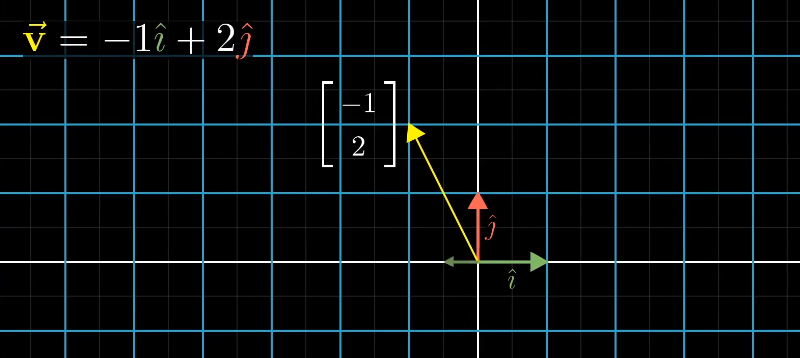 v⃗ = −1î + 2ĵ
[−1
2]
ĵ
î